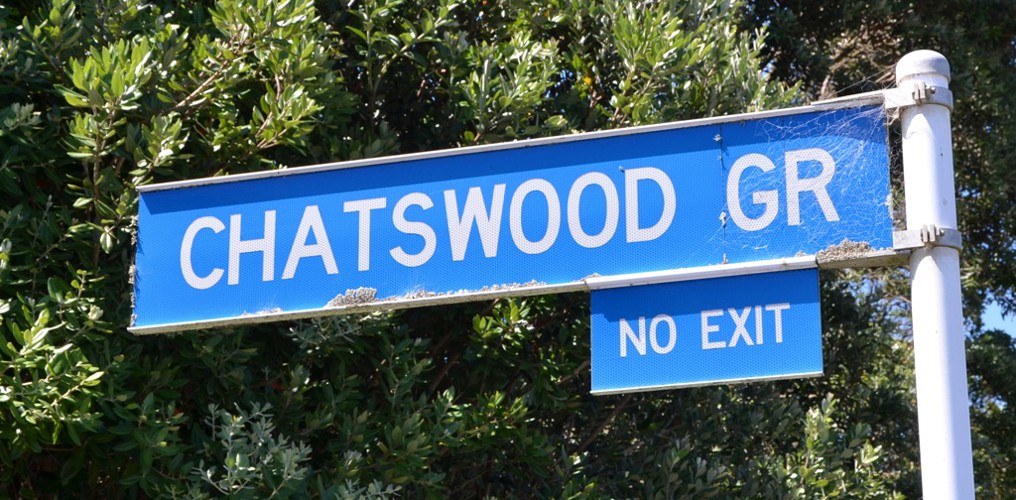 CHATSWOOD GR
NO EXIT